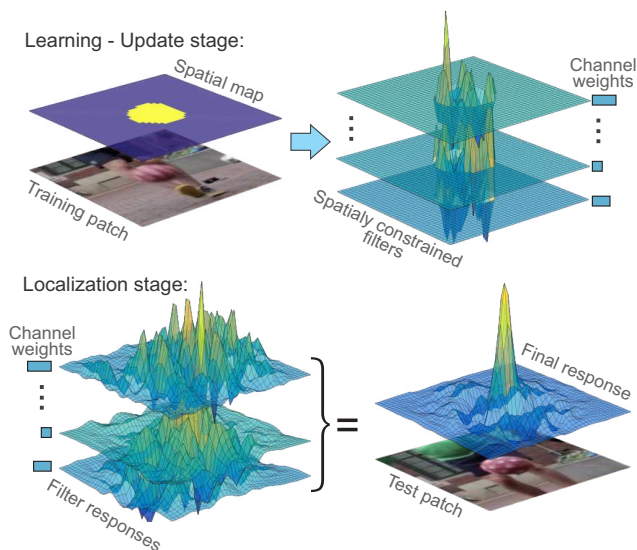 Learning - Update stage:
Spatial map
Training patch
Channel
weights
Spatialy constrained
filters
Localization stage:
Channel
weights
Filter responses
=
Final response
Test patch